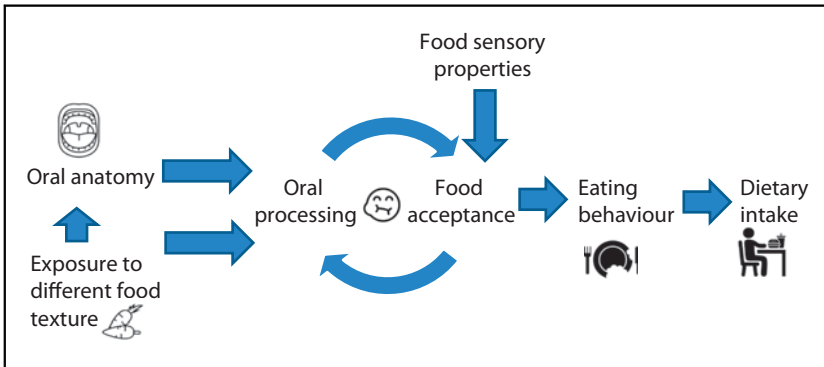 Food sensory
properties
Oral anatomy
Exposure to
different food
texture
Oral
processing
Food
acceptance
Eating
behaviour
Dietary
intake